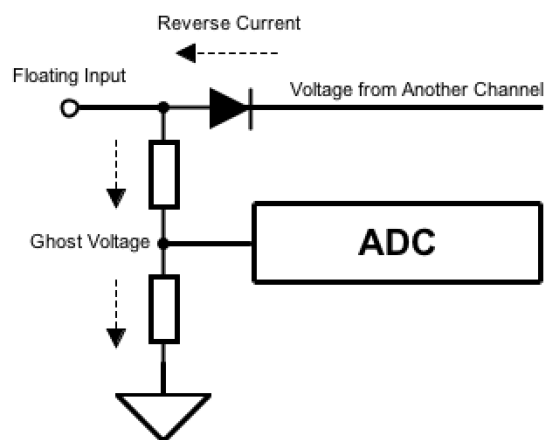 Reverse Current
Floating Input
Voltage from Another Channel
Ghost Voltage
ADC